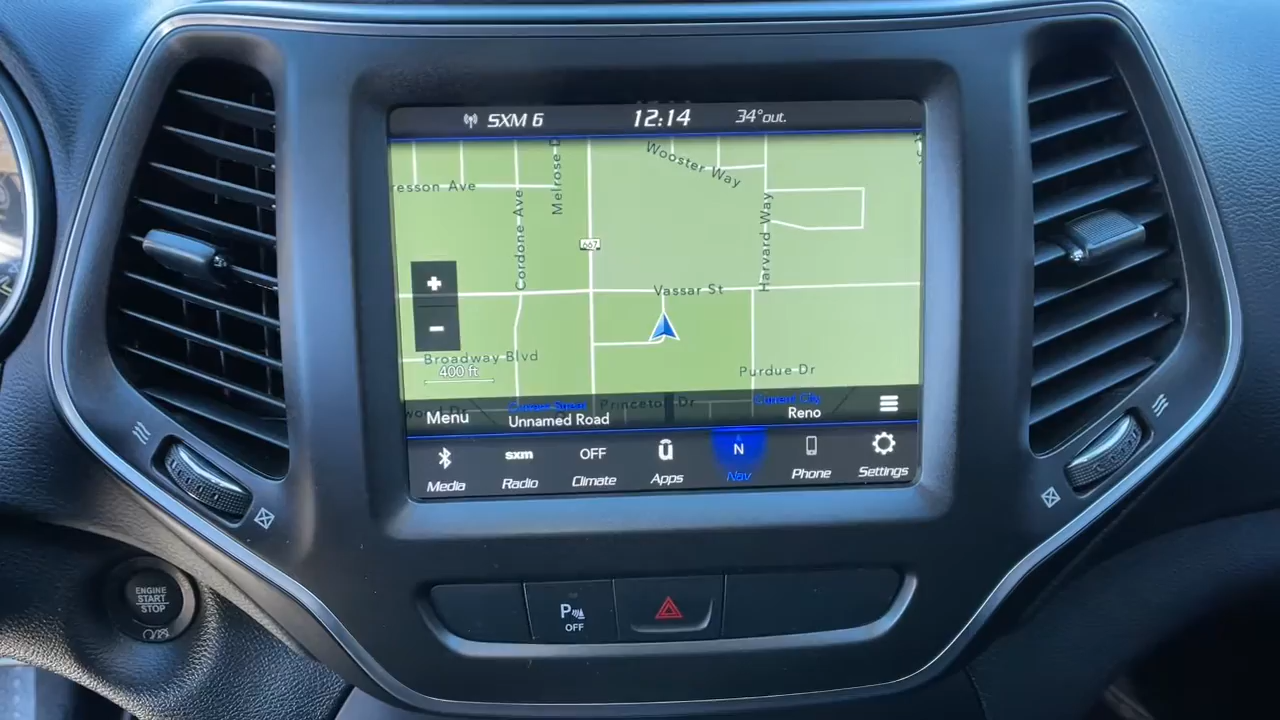 SXM 6 12:14 34°out.
Wooster Way
resson Ave
Melrose D
Cordone Ave
Harvard Way
667
+
Vassar St
−
Broadway Blvd
400 ft
Purdue Dr
Princeton Dr
Current Street
Current City
Menu Unnamed Road Reno
sxm OFF û N
Media Radio Climate Apps Nav Phone Settings
ENGINE
START
STOP
P
OFF